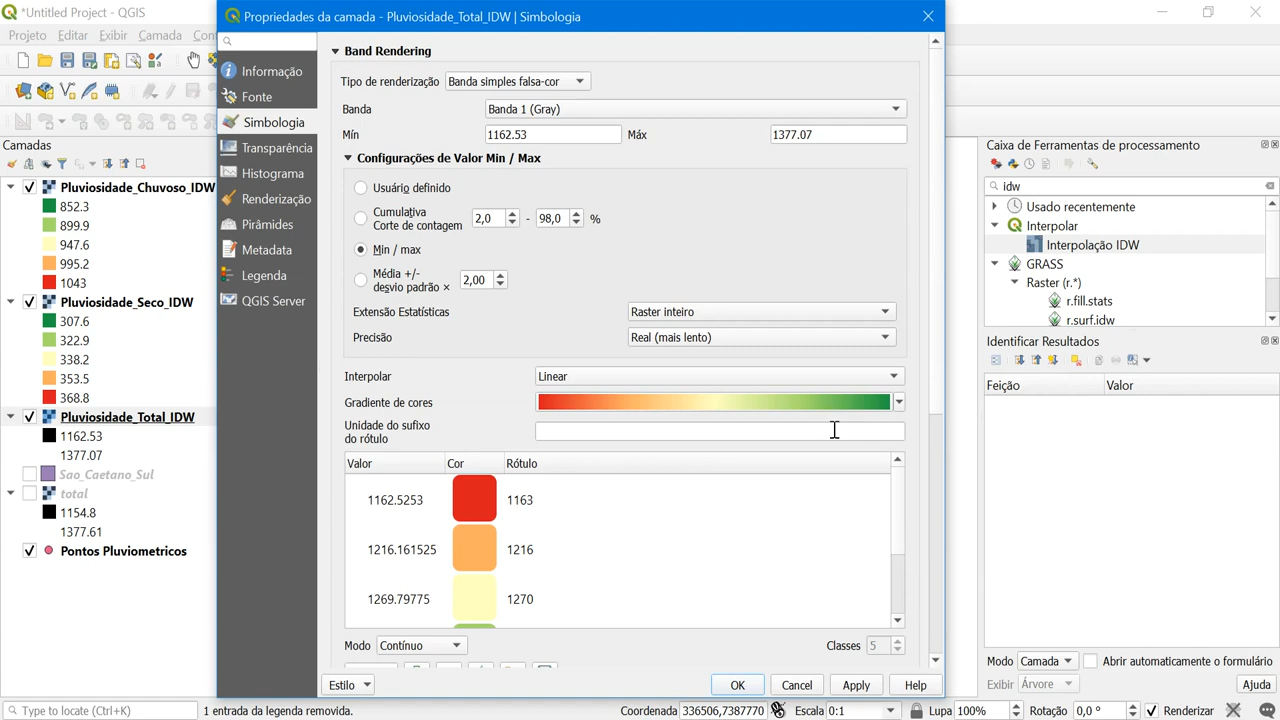 *Untitled Project — QGIS
Projeto Editar Exibir Camada Con
Camadas
Pluviosidade_Chuvoso_IDW
852.3
899.9
947.6
995.2
1043
Pluviosidade_Seco_IDW
307.6
322.9
338.2
353.5
368.8
Pluviosidade_Total_IDW
1162.53
1377.07
Sao_Caetano_Sul
total
1154.8
1377.61
Pontos Pluviometricos
Propriedades da camada - Pluviosidade_Total_IDW | Simbologia
Informação
Fonte
Simbologia
Transparência
Histograma
Renderização
Pirâmides
Metadata
Legenda
QGIS Server
Band Rendering
Tipo de renderização Banda simples falsa-cor
Banda Banda 1 (Gray)
Mín 1162.53 Máx 1377.07
Configurações de Valor Min / Max
Usuário definido
Cumulativa
Corte de contagem 2,0 - 98,0 %
Min / max
Média +/-
desvio padrão × 2,00
Extensão Estatísticas Raster inteiro
Precisão Real (mais lento)
Interpolar Linear
Gradiente de cores
Unidade do sufixo
do rótulo
Valor Cor Rótulo
1162.5253 1163
1216.161525 1216
1269.79775 1270
Modo Contínuo Classes 5
Estilo OK Cancel Apply Help
Caixa de Ferramentas de processamento
idw
Usado recentemente
Interpolar
Interpolação IDW
GRASS
Raster (r.*)
r.fill.stats
r.surf.idw
Identificar Resultados
Feição Valor
Modo Camada Abrir automaticamente o formulário
Exibir Árvore Ajuda
Type to locate (Ctrl+K) 1 entrada da legenda removida. Coordenada 336506,7387770 Escala 0:1 Lupa 100% Rotação 0,0 ° Renderizar